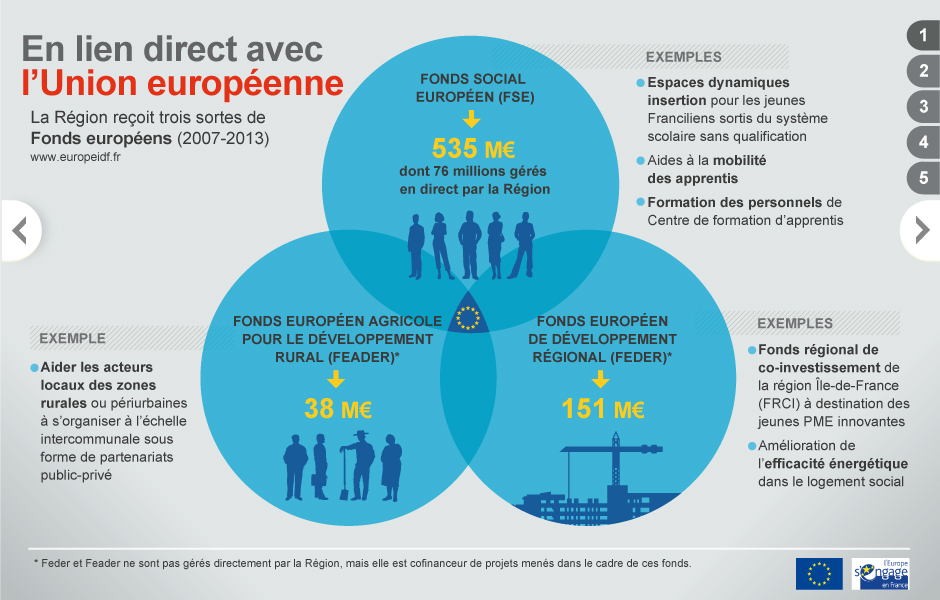 En lien direct avec
l'Union européenne
La Région reçoit trois sortes de
Fonds européens (2007-2013)
www.europeidf.fr
1
2
3
4
5
FONDS SOCIAL
EUROPÉEN (FSE)
535 M€
dont 76 millions gérés
en direct par la Région
EXEMPLES
Espaces dynamiques
insertion pour les jeunes
Franciliens sortis du système
scolaire sans qualification
Aides à la mobilité
des apprentis
Formation des personnels de
Centre de formation d'apprentis
EXEMPLE
Aider les acteurs
locaux des zones
rurales ou périurbaines
à s'organiser à l'échelle
intercommunale sous
forme de partenariats
public-privé
FONDS EUROPÉEN AGRICOLE
POUR LE DÉVELOPPEMENT
RURAL (FEADER)*
38 M€
FONDS EUROPÉEN
DE DÉVELOPPEMENT
RÉGIONAL (FEDER)*
151 M€
EXEMPLES
Fonds régional de
co-investissement de
la région Île-de-France
(FRCI) à destination des
jeunes PME innovantes
Amélioration de
l'efficacité énergétique
dans le logement social
* Feder et Feader ne sont pas gérés directement par la Région, mais elle est cofinanceur de projets menés dans le cadre de ces fonds.
l'Europe
s'engage
en France